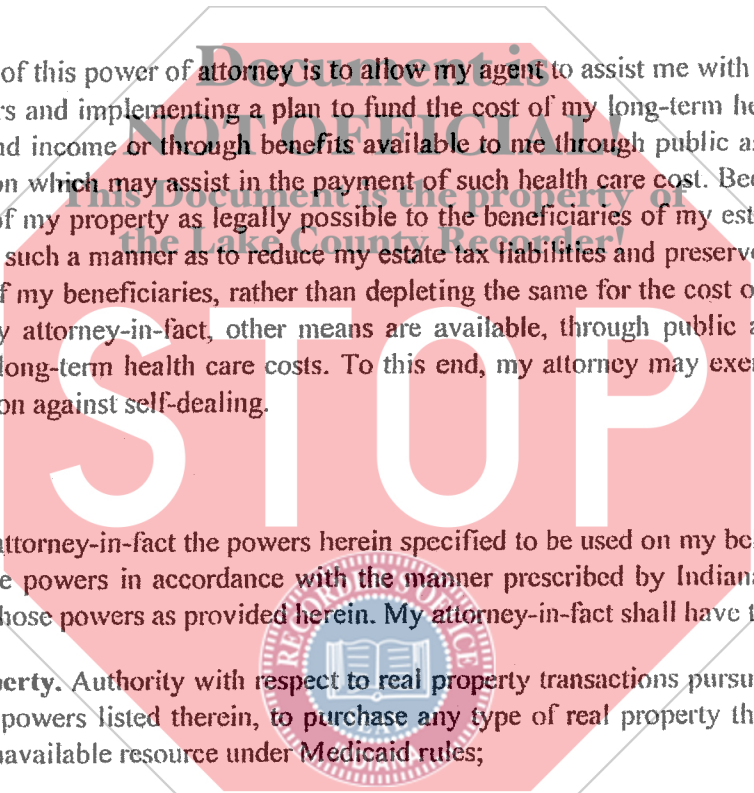 Document is
of this power of attorney is to allow my agent to assist me with
rs and implementing a plan to fund the cost of my long-term he
NOT OFFICIAL!
nd income or through benefits available to me through public as
on which may assist in the payment of such health care cost. Bec
This Document is the property of
of my property as legally possible to the beneficiaries of my est
the Lake County Recorder!
such a manner as to reduce my estate tax liabilities and preserve
f my beneficiaries, rather than depleting the same for the cost o
y attorney-in-fact, other means are available, through public a
long-term health care costs. To this end, my attorney may exer
on against self-dealing.
STOP
attorney-in-fact the powers herein specified to be used on my be
e powers in accordance with the manner prescribed by Indiana
hose powers as provided herein. My attorney-in-fact shall have t
RECORDER'S OFFICE
perty. Authority with respect to real property transactions pursu
powers listed therein, to purchase any type of real property th
navailable resource under Medicaid rules;
INDIANA